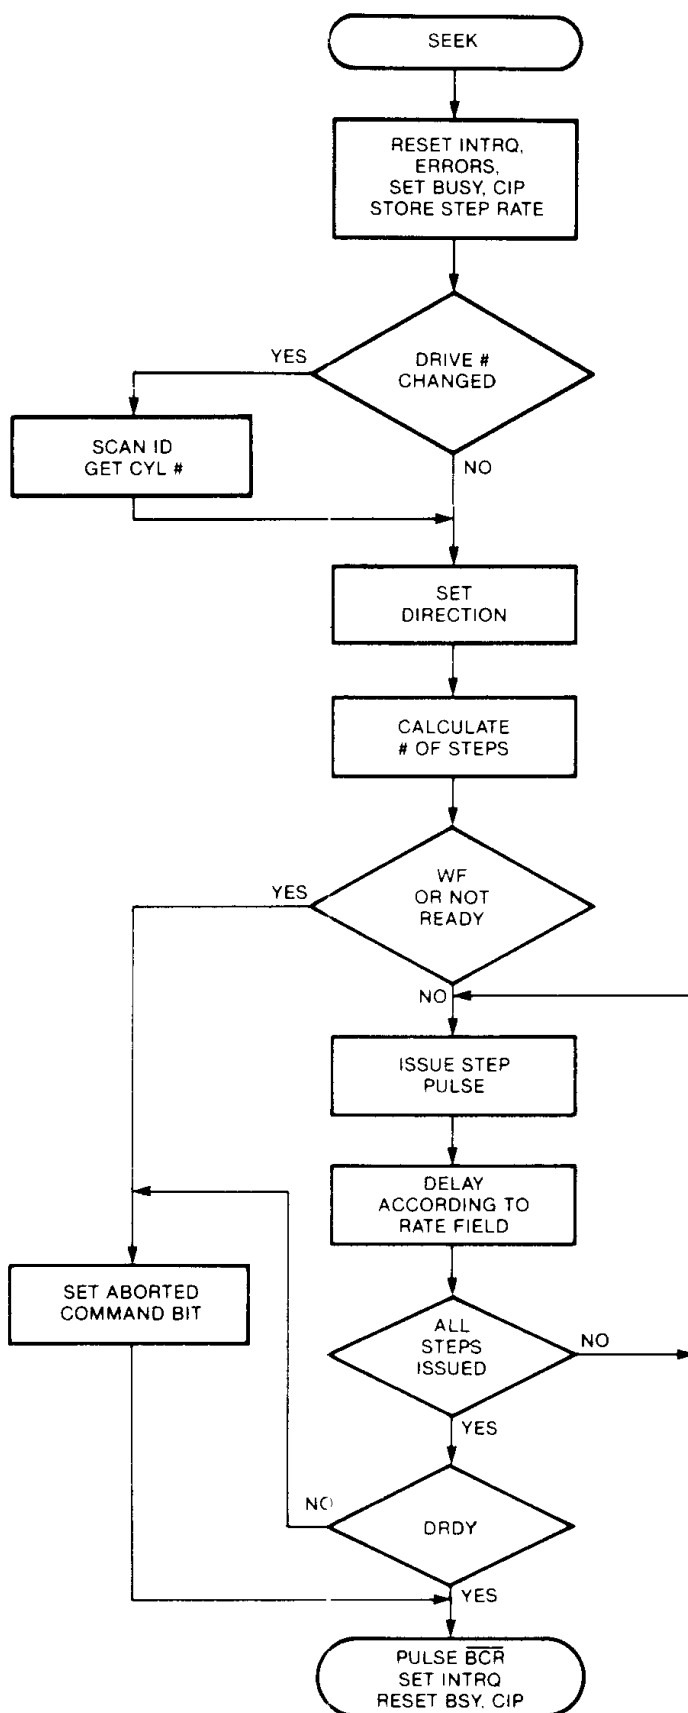 SEEK
RESET INTRQ,
ERRORS,
SET BUSY, CIP
STORE STEP RATE
YES
DRIVE #
CHANGED
SCAN ID
GET CYL #
NO
SET
DIRECTION
CALCULATE
# OF STEPS
YES
WF
OR NOT
READY
NO
ISSUE STEP
PULSE
DELAY
ACCORDING TO
RATE FIELD
SET ABORTED
COMMAND BIT
ALL
STEPS
ISSUED
NO
YES
NO
DRDY
YES
PULSE B̅C̅R̅
SET INTRQ
RESET BSY, CIP